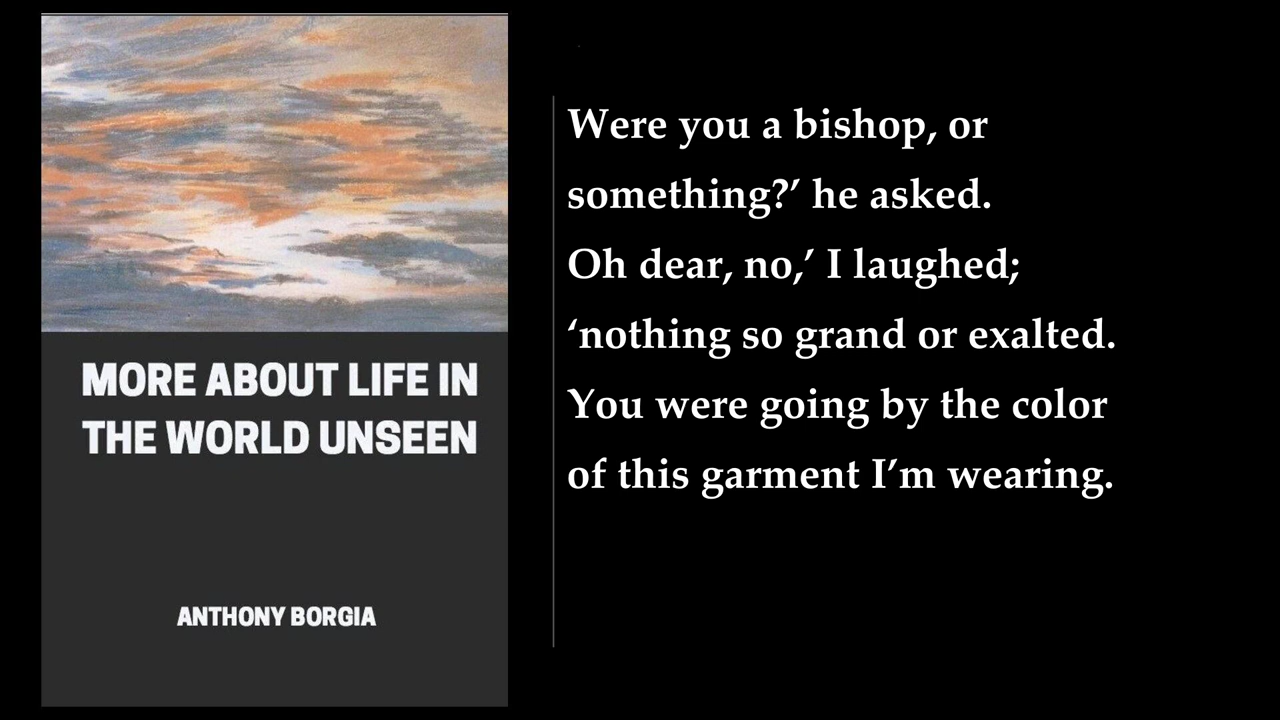 MORE ABOUT LIFE IN
THE WORLD UNSEEN
ANTHONY BORGIA
Were you a bishop, or
something?’ he asked.
Oh dear, no,’ I laughed;
‘nothing so grand or exalted.
You were going by the color
of this garment I’m wearing.